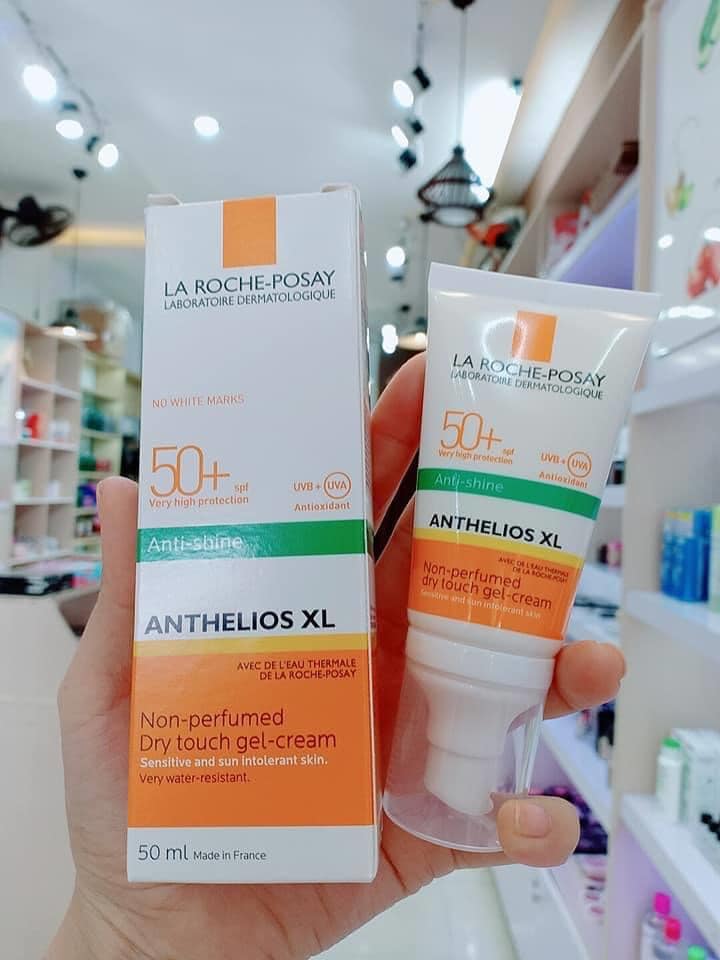 LA ROCHE-POSAY
LABORATOIRE DERMATOLOGIQUE
NO WHITE MARKS
50+ spf
Very high protection
UVB + UVA
Antioxidant
Anti-shine
ANTHELIOS XL
AVEC DE L'EAU THERMALE
DE LA ROCHE-POSAY
Non-perfumed
Dry touch gel-cream
Sensitive and sun intolerant skin.
Very water-resistant.
50 ml Made in France
LA ROCHE-POSAY
LABORATOIRE DERMATOLOGIQUE
50+ spf
Very high protection
UVB + UVA
Antioxidant
Anti-shine
ANTHELIOS XL
AVEC DE L'EAU THERMALE
DE LA ROCHE-POSAY
Non-perfumed
dry touch gel-cream
Sensitive and sun intolerant skin